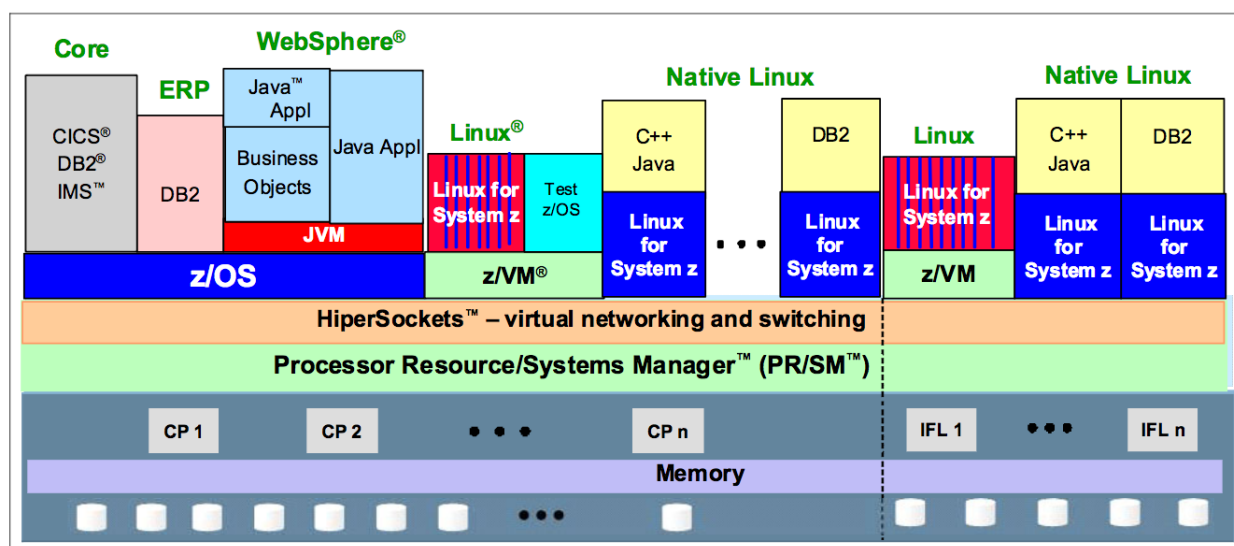 Core
ERP
WebSphere®
Linux®
Native Linux
Linux
Native Linux
CICS®
DB2®
IMS™
DB2
Java™
Appl
Business
Objects
Java Appl
JVM
z/OS
Linux for
System z
Test
z/OS
z/VM®
C++
Java
Linux
for
System z
DB2
Linux
for
System z
Linux for
System z
z/VM
C++
Java
Linux
for
System z
DB2
Linux
for
System z
HiperSockets™ – virtual networking and switching
Processor Resource/Systems Manager™ (PR/SM™)
CP 1
CP 2
CP n
IFL 1
IFL n
Memory